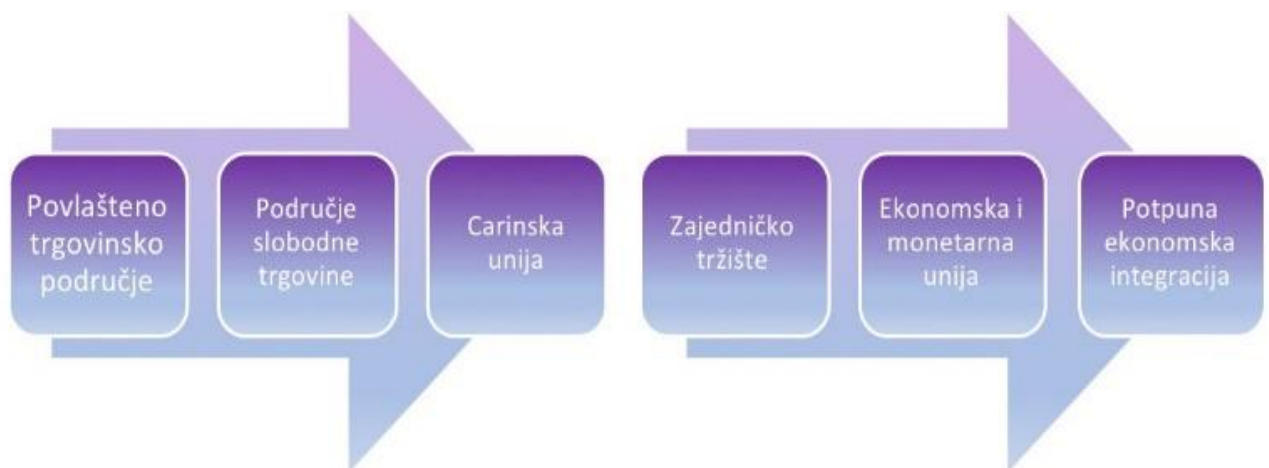 Povlašteno
trgovinsko
područje
Područje
slobodne
trgovine
Carinska
unija
Zajedničko
tržište
Ekonomska i
monetarna
unija
Potpuna
ekonomska
integracija